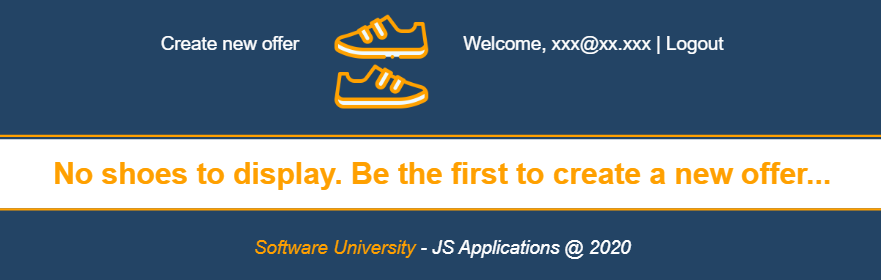 Create new offer
Welcome, xxx@xx.xxx | Logout
No shoes to display. Be the first to create a new offer...
Software University - JS Applications @ 2020